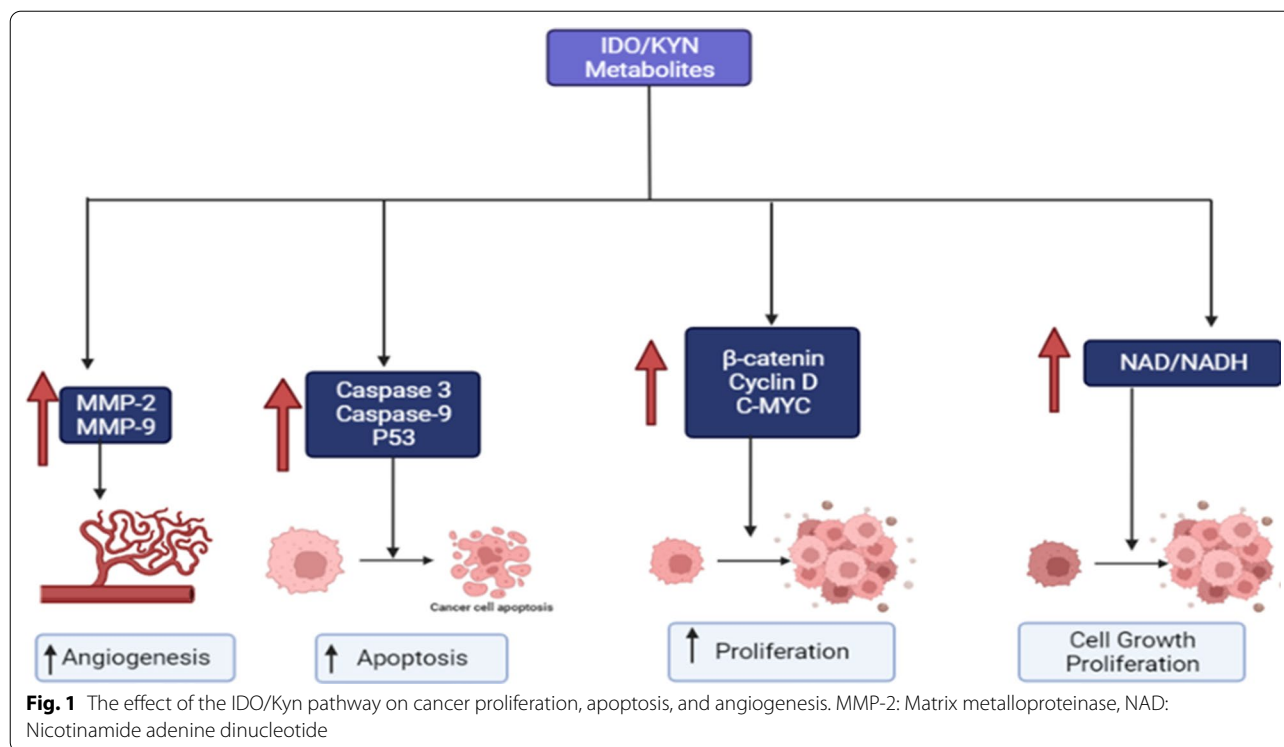 IDO/KYN
Metabolites
MMP-2
MMP-9
Caspase 3
Caspase-9
P53
β-catenin
Cyclin D
C-MYC
NAD/NADH
Cancer cell apoptosis
Angiogenesis
Apoptosis
Proliferation
Cell Growth
Proliferation
Fig. 1 The effect of the IDO/Kyn pathway on cancer proliferation, apoptosis, and angiogenesis. MMP-2: Matrix metalloproteinase, NAD:
Nicotinamide adenine dinucleotide